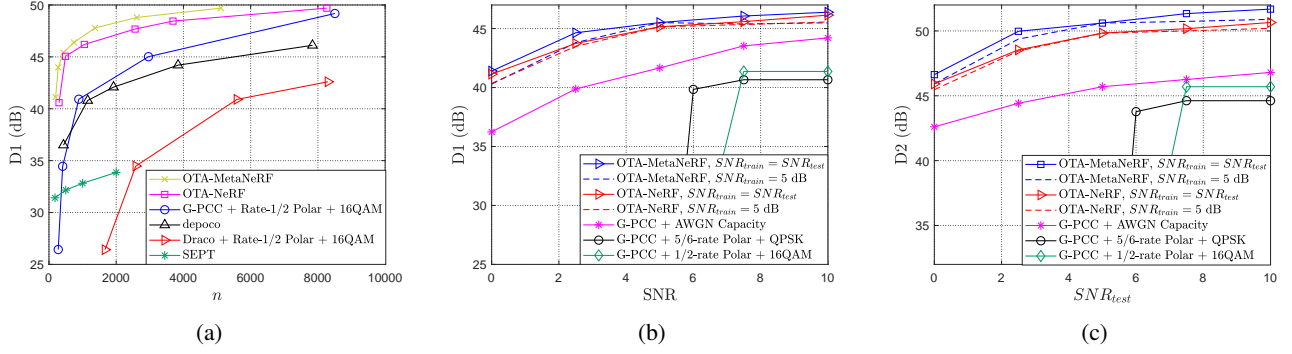 50
45
40
35
30
25
D1 (dB)
0
2000
4000
6000
8000
10000
n
OTA-MetaNeRF
OTA-NeRF
G-PCC + Rate-1/2 Polar + 16QAM
depoco
Draco + Rate-1/2 Polar + 16QAM
SEPT
(a)
45
40
35
30
25
D1 (dB)
0
2
4
6
8
10
SNR
OTA-MetaNeRF, SNR_train = SNR_test
OTA-MetaNeRF, SNR_train = 5 dB
OTA-NeRF, SNR_train = SNR_test
OTA-NeRF, SNR_train = 5 dB
G-PCC + AWGN Capacity
G-PCC + 5/6-rate Polar + QPSK
G-PCC + 1/2-rate Polar + 16QAM
(b)
50
45
40
35
D2 (dB)
0
2
4
6
8
10
SNR_test
OTA-MetaNeRF, SNR_train = SNR_test
OTA-MetaNeRF, SNR_train = 5 dB
OTA-NeRF, SNR_train = SNR_test
OTA-NeRF, SNR_train = 5 dB
G-PCC + AWGN Capacity
G-PCC + 5/6-rate Polar + QPSK
G-PCC + 1/2-rate Polar + 16QAM
(c)